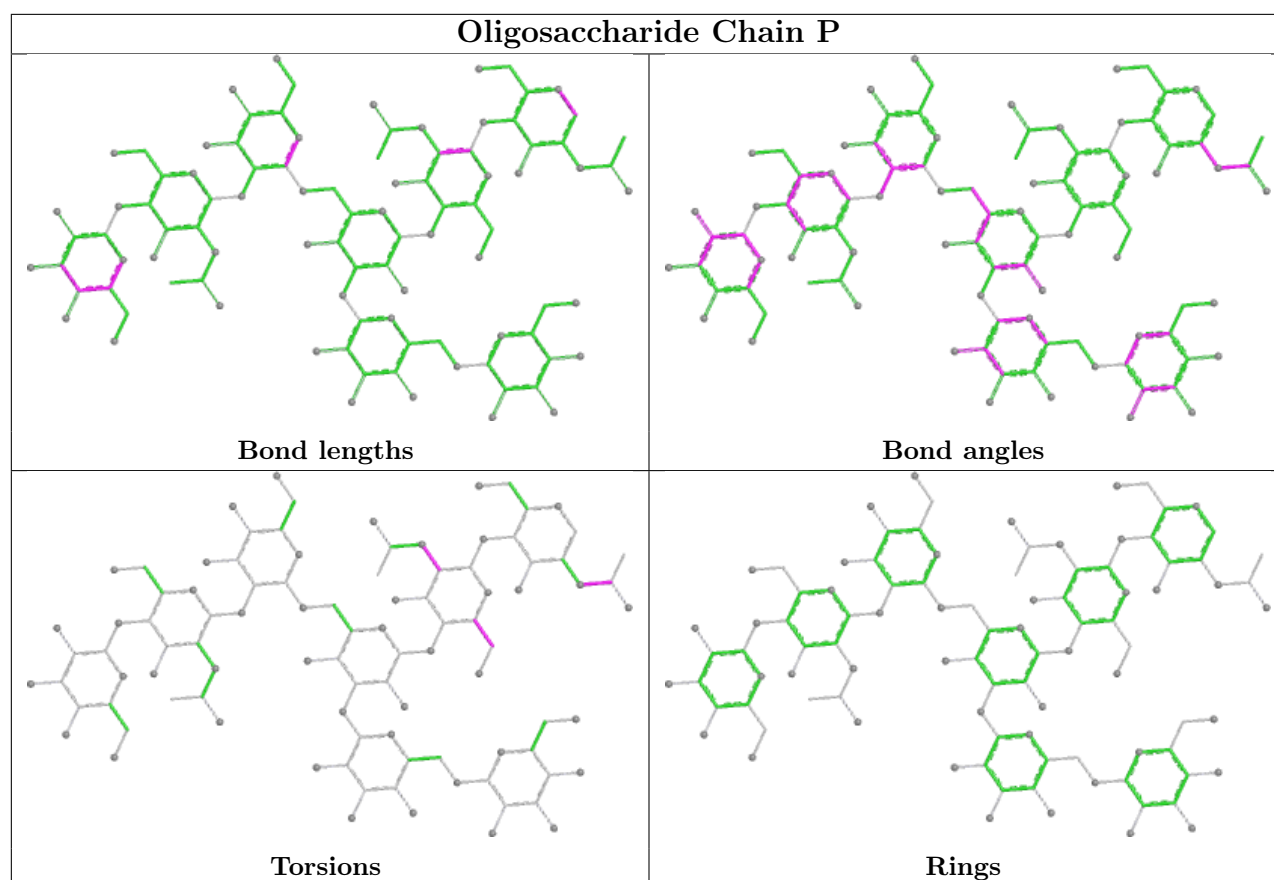 Oligosaccharide Chain P
Bond lengths
Bond angles
Torsions
Rings